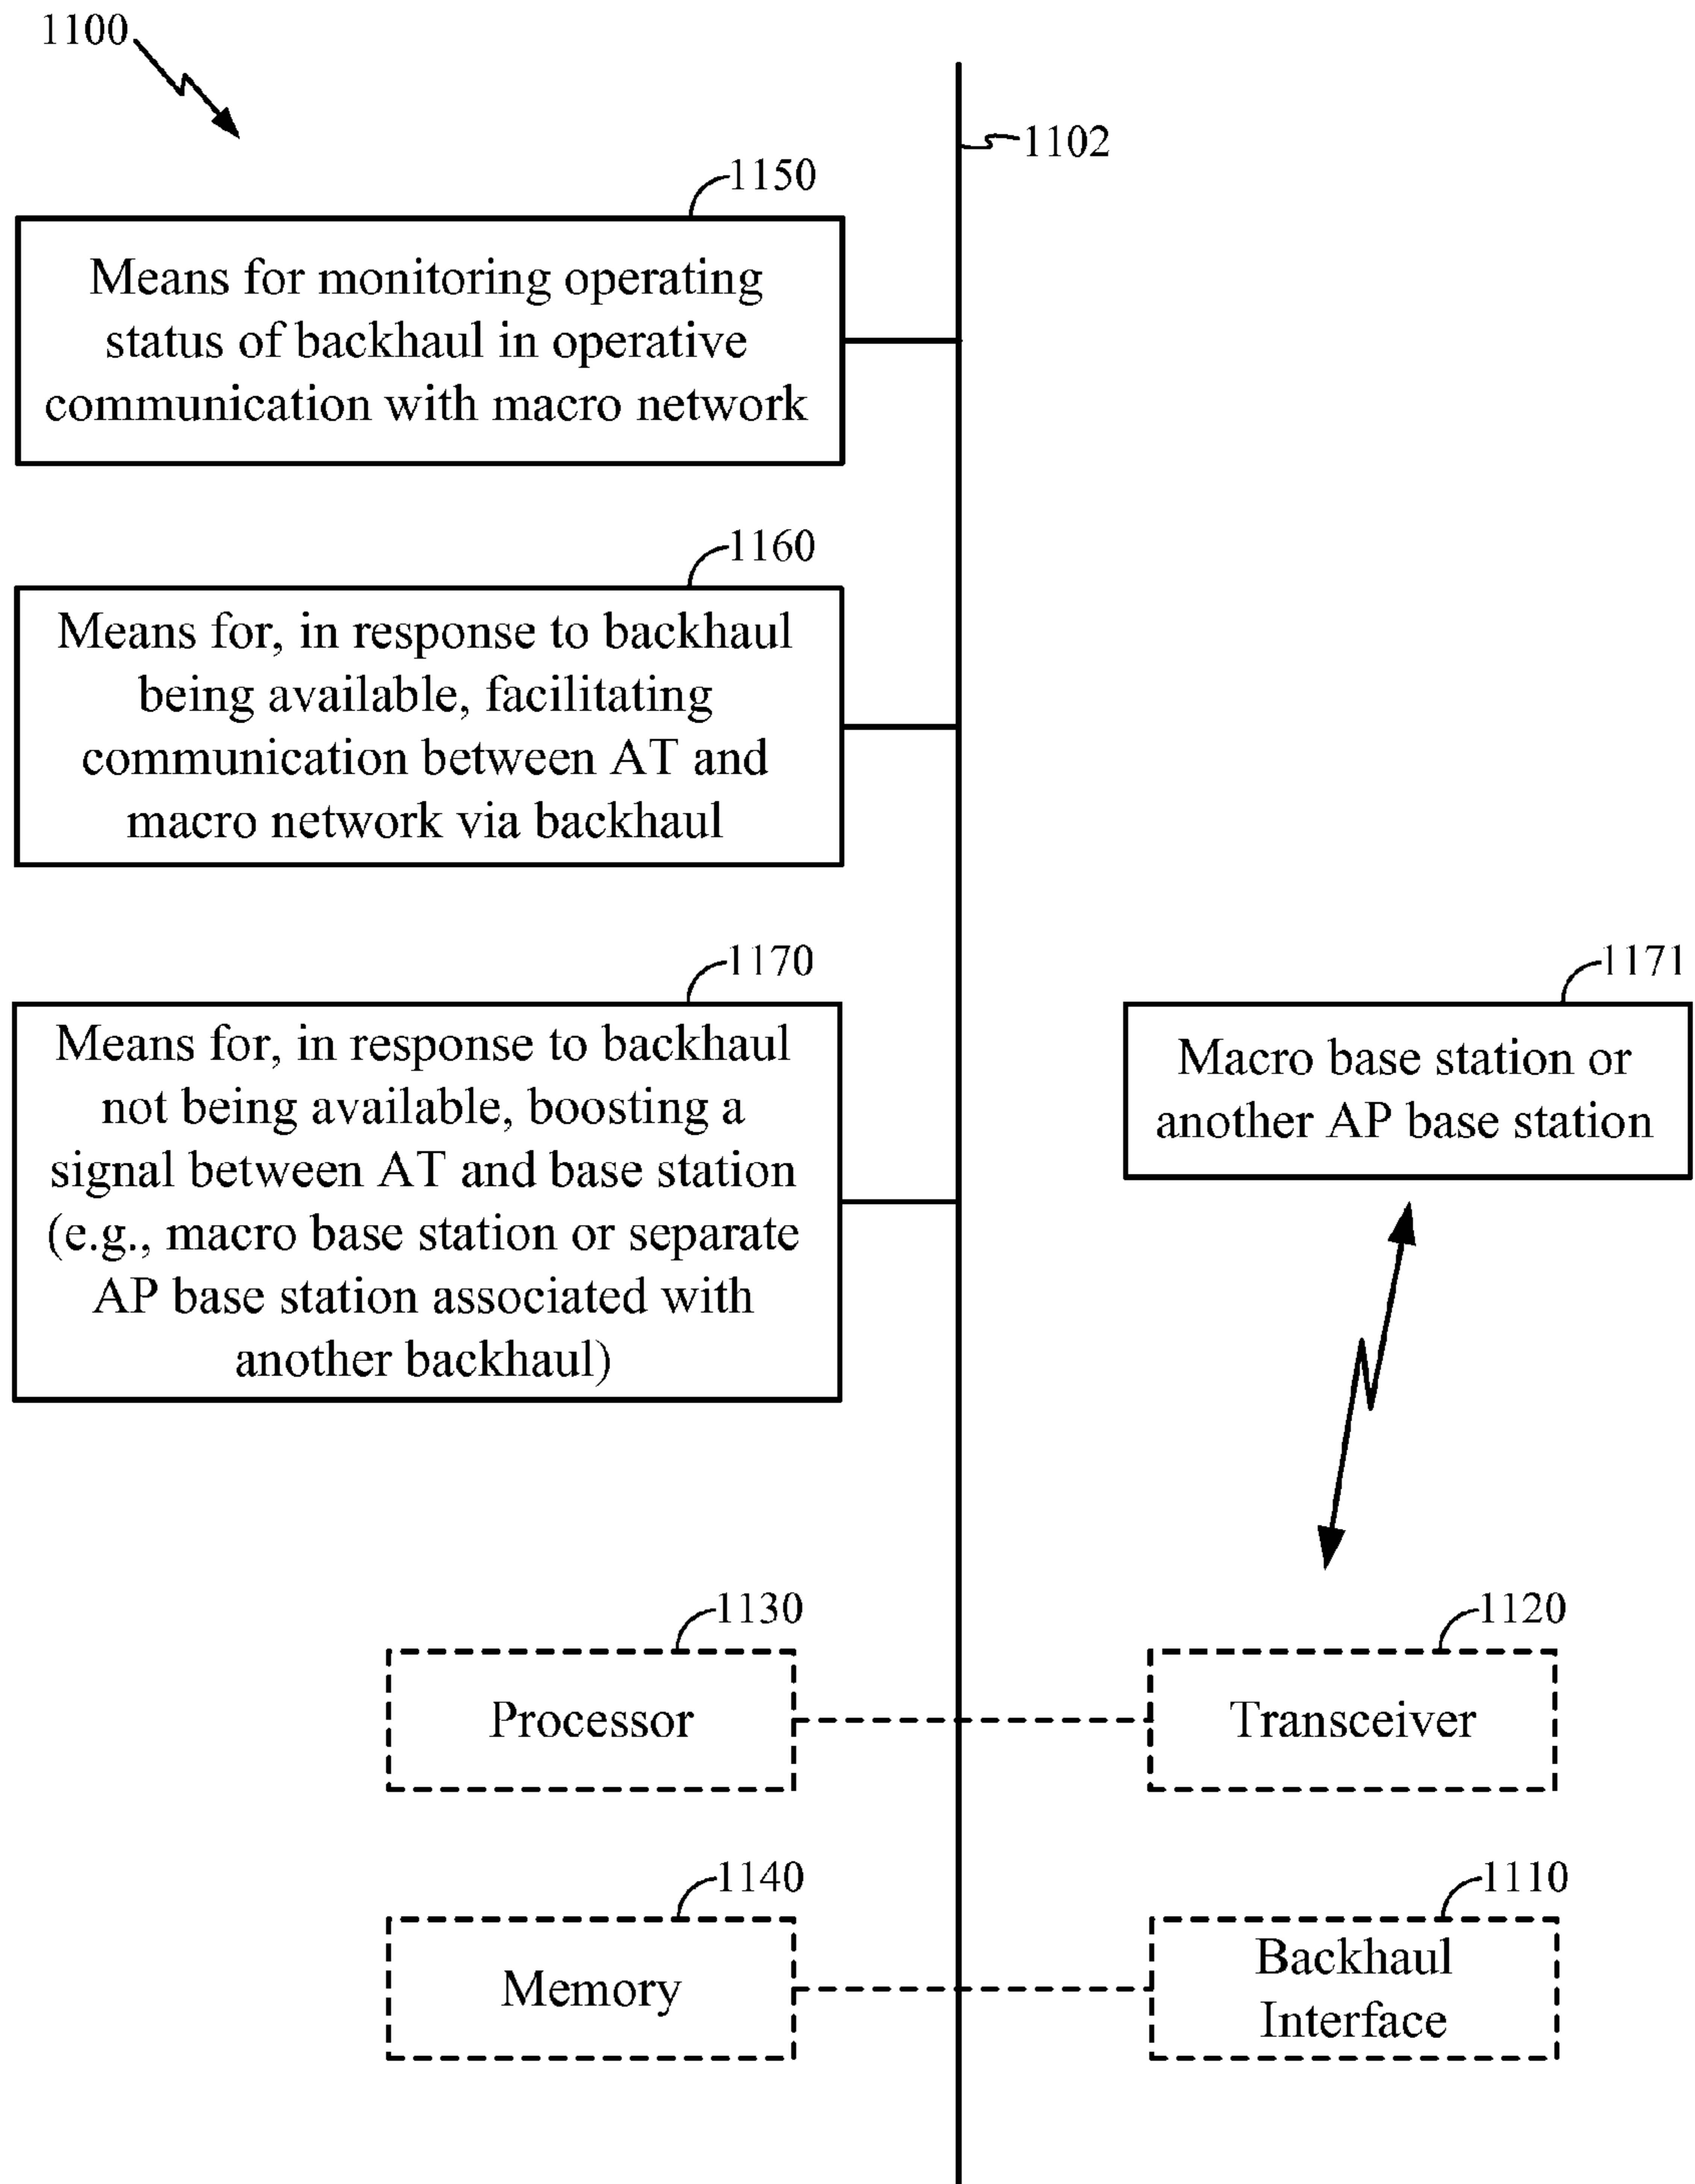 1100
1102
1150
Means for monitoring operating
status of backhaul in operative
communication with macro network
1160
Means for, in response to backhaul
being available, facilitating
communication between AT and
macro network via backhaul
1170
Means for, in response to backhaul
not being available, boosting a
signal between AT and base station
(e.g., macro base station or separate
AP base station associated with
another backhaul)
1171
Macro base station or
another AP base station
1130
Processor
1120
Transceiver
1140
Memory
1110
Backhaul
Interface